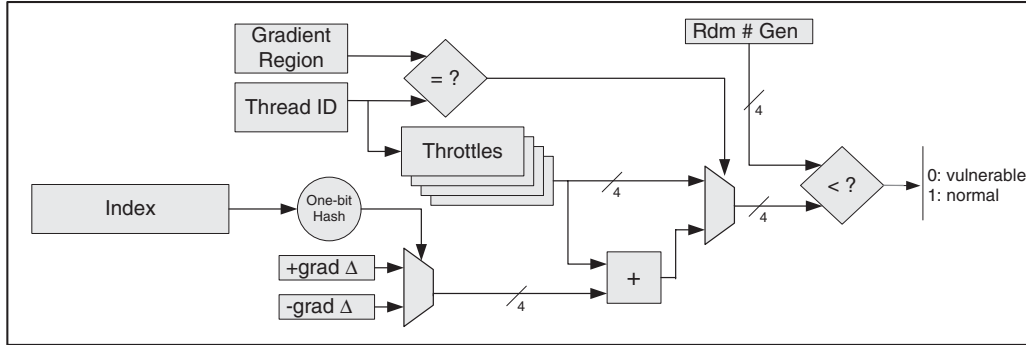 Gradient
Region
Rdm # Gen
= ?
Thread ID
4
Throttles
0: vulnerable
1: normal
< ?
4
4
Index
One-bit
Hash
+grad Δ
+
-grad Δ
4